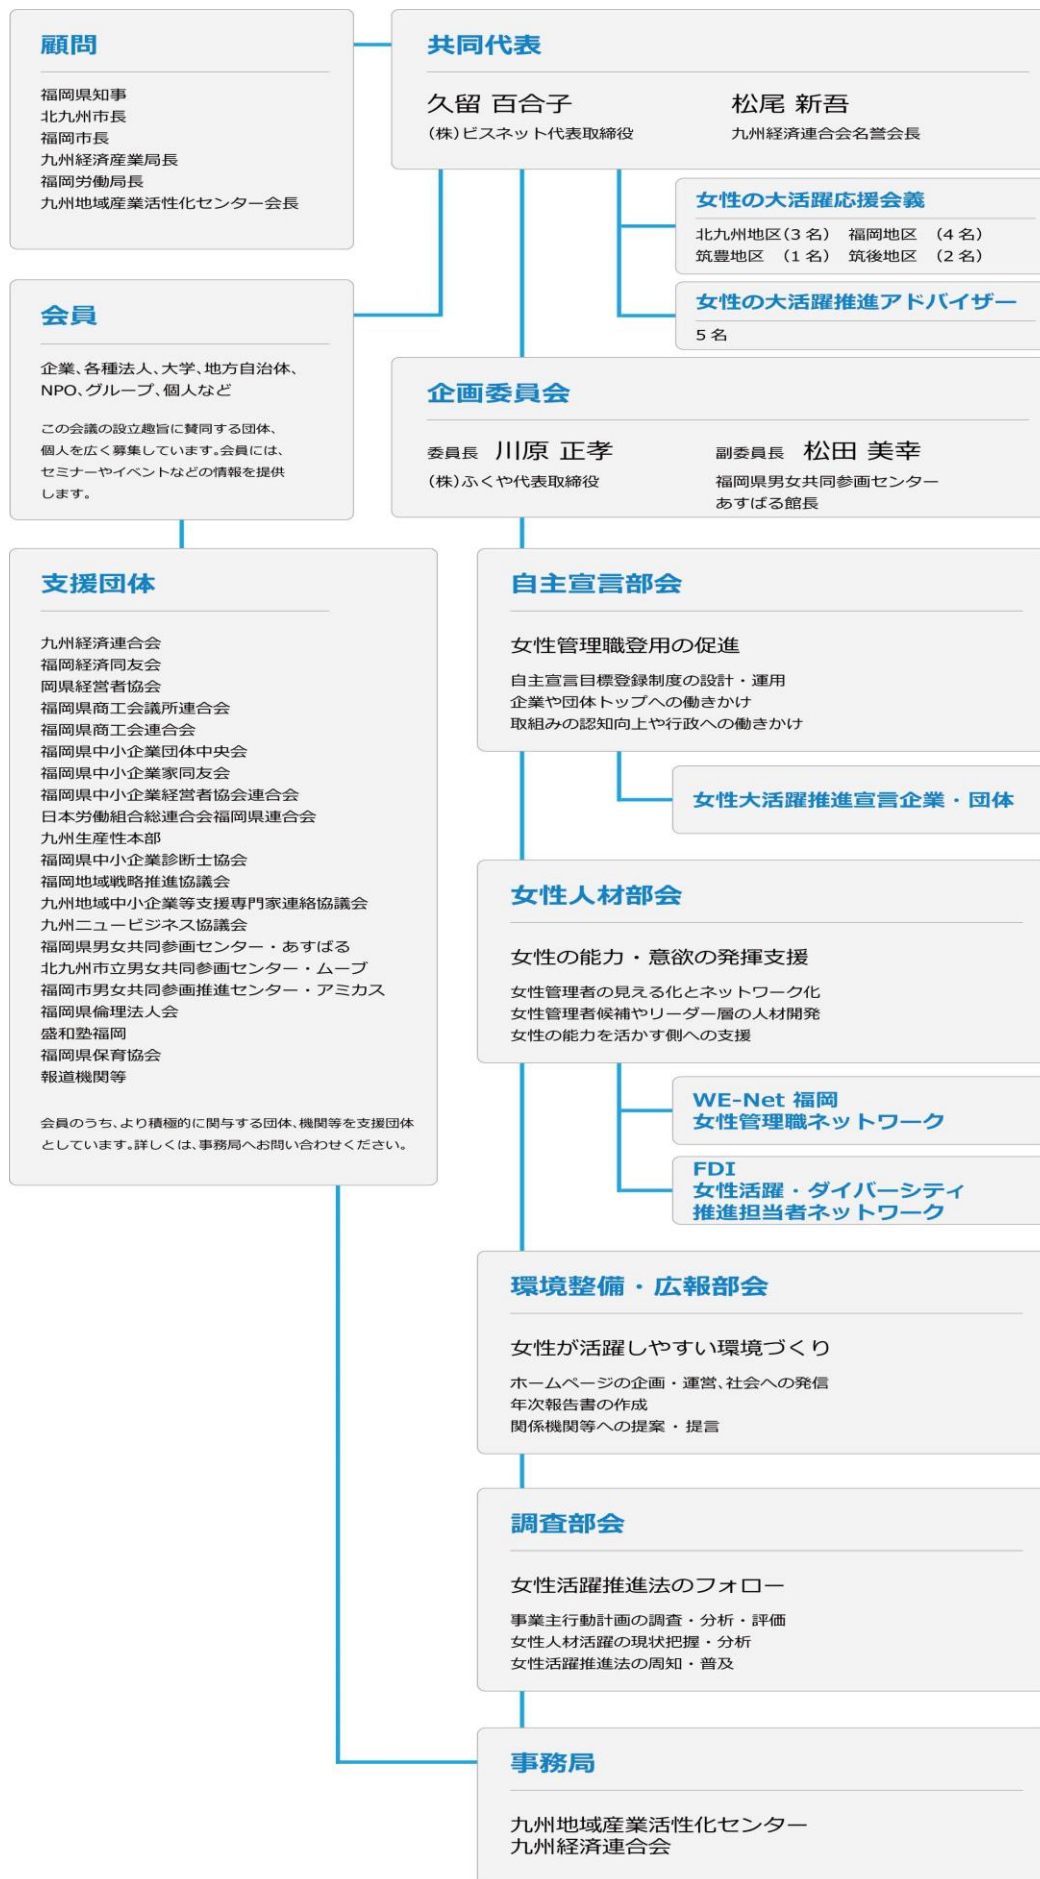 顧問
福岡県知事
北九州市長
福岡市長
九州経済産業局長
福岡労働局長
九州地域産業活性化センター会長
共同代表
久留 百合子
(株)ビスネット代表取締役
松尾 新吾
九州経済連合会名誉会長
女性の大活躍応援会議
北九州地区(3名) 福岡地区 (4名)
筑豊地区 (1名) 筑後地区 (2名)
女性の大活躍推進アドバイザー
5名
会員
企業、各種法人、大学、地方自治体、
NPO、グループ、個人など
この会議の設立趣旨に賛同する団体、
個人を広く募集しています。会員には、
セミナーやイベントなどの情報を提供
します。
企画委員会
委員長 川原 正孝
(株)ふくや代表取締役
副委員長 松田 美幸
福岡県男女共同参画センター
あすばる館長
支援団体
九州経済連合会
福岡経済同友会
岡県経営者協会
福岡県商工会議所連合会
福岡県商工会連合会
福岡県中小企業団体中央会
福岡県中小企業家同友会
福岡県中小企業経営者協会連合会
日本労働組合総連合会福岡県連合会
九州生産性本部
福岡県中小企業診断士協会
福岡地域戦略推進協議会
九州地域中小企業等支援専門家連絡協議会
九州ニュービジネス協議会
福岡県男女共同参画センター・あすばる
北九州市立男女共同参画センター・ムーブ
福岡市男女共同参画推進センター・アミカス
福岡県倫理法人会
盛和塾福岡
福岡県保育協会
報道機関等
会員のうち、より積極的に関与する団体、機関等を支援団体
としています。詳しくは、事務局へお問い合わせください。
自主宣言部会
女性管理職登用の促進
自主宣言目標登録制度の設計・運用
企業や団体トップへの働きかけ
取組みの認知向上や行政への働きかけ
女性大活躍推進宣言企業・団体
女性人材部会
女性の能力・意欲の発揮支援
女性管理者の見える化とネットワーク化
女性管理者候補やリーダー層の人材開発
女性の能力を活かす側への支援
WE-Net 福岡
女性管理職ネットワーク
FDI
女性活躍・ダイバーシティ
推進担当者ネットワーク
環境整備・広報部会
女性が活躍しやすい環境づくり
ホームページの企画・運営、社会への発信
年次報告書の作成
関係機関等への提案・提言
調査部会
女性活躍推進法のフォロー
事業主行動計画の調査・分析・評価
女性人材活躍の現状把握・分析
女性活躍推進法の周知・普及
事務局
九州地域産業活性化センター
九州経済連合会